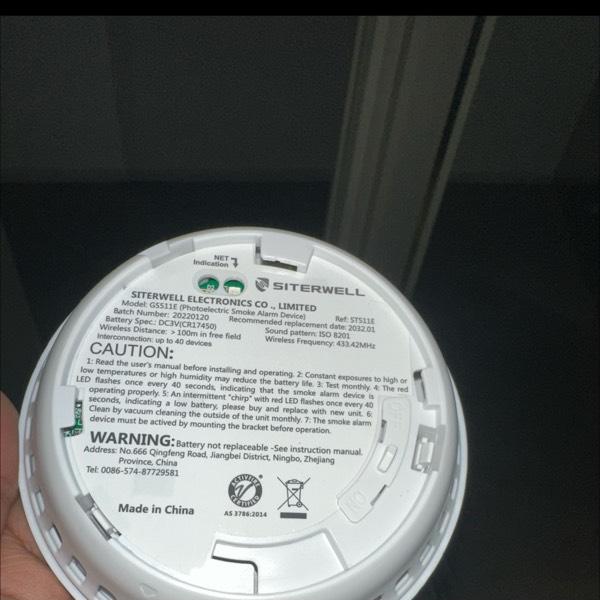 NET
Indication
SITERWELL
SITERWELL ELECTRONICS CO ., LIMITED
Model: GS511E (Photoelectric Smoke Alarm Device) Ref: ST511E
Batch Number: 20220120 Recommended replacement date: 2032.01
Battery Spec.: DC3V(CR17450) Sound pattern: ISO 8201
Wireless Distance: > 100m in free field Wireless Frequency: 433.42MHz
Interconnection: up to 40 devices
CAUTION:
1: Read the user's manual before installing and operating. 2: Constant exposures to high or
low temperatures or high humidity may reduce the battery life. 3: Test monthly. 4: The red
LED flashes once every 40 seconds, indicating that the smoke alarm device is
operating properly. 5: An intermittent "chirp" with red LED flashes once every 40
seconds, indicating a low battery, please buy and replace with new unit. 6:
Clean by vacuum cleaning the outside of the unit monthly. 7: The smoke alarm
device must be actived by mounting the bracket before operation.
WARNING: Battery not replaceable -See instruction manual.
Address: No.666 Qingfeng Road, Jiangbei District, Ningbo, Zhejiang
Province, China
Tel: 0086-574-87729581
Made in China
ACTIVFIRE
Certified
AS 3786:2014
ON